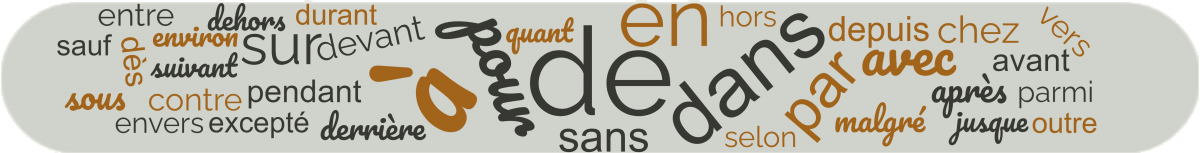 entre
dehors
durant
sauf
dès
environ
sur
devant
suivant
sous
contre
pendant
envers
excepté
derrière
à
pour
quant
de
sans
en
hors
dans
selon
par
depuis
chez
vers
avec
avant
après
parmi
malgré
jusque
outre